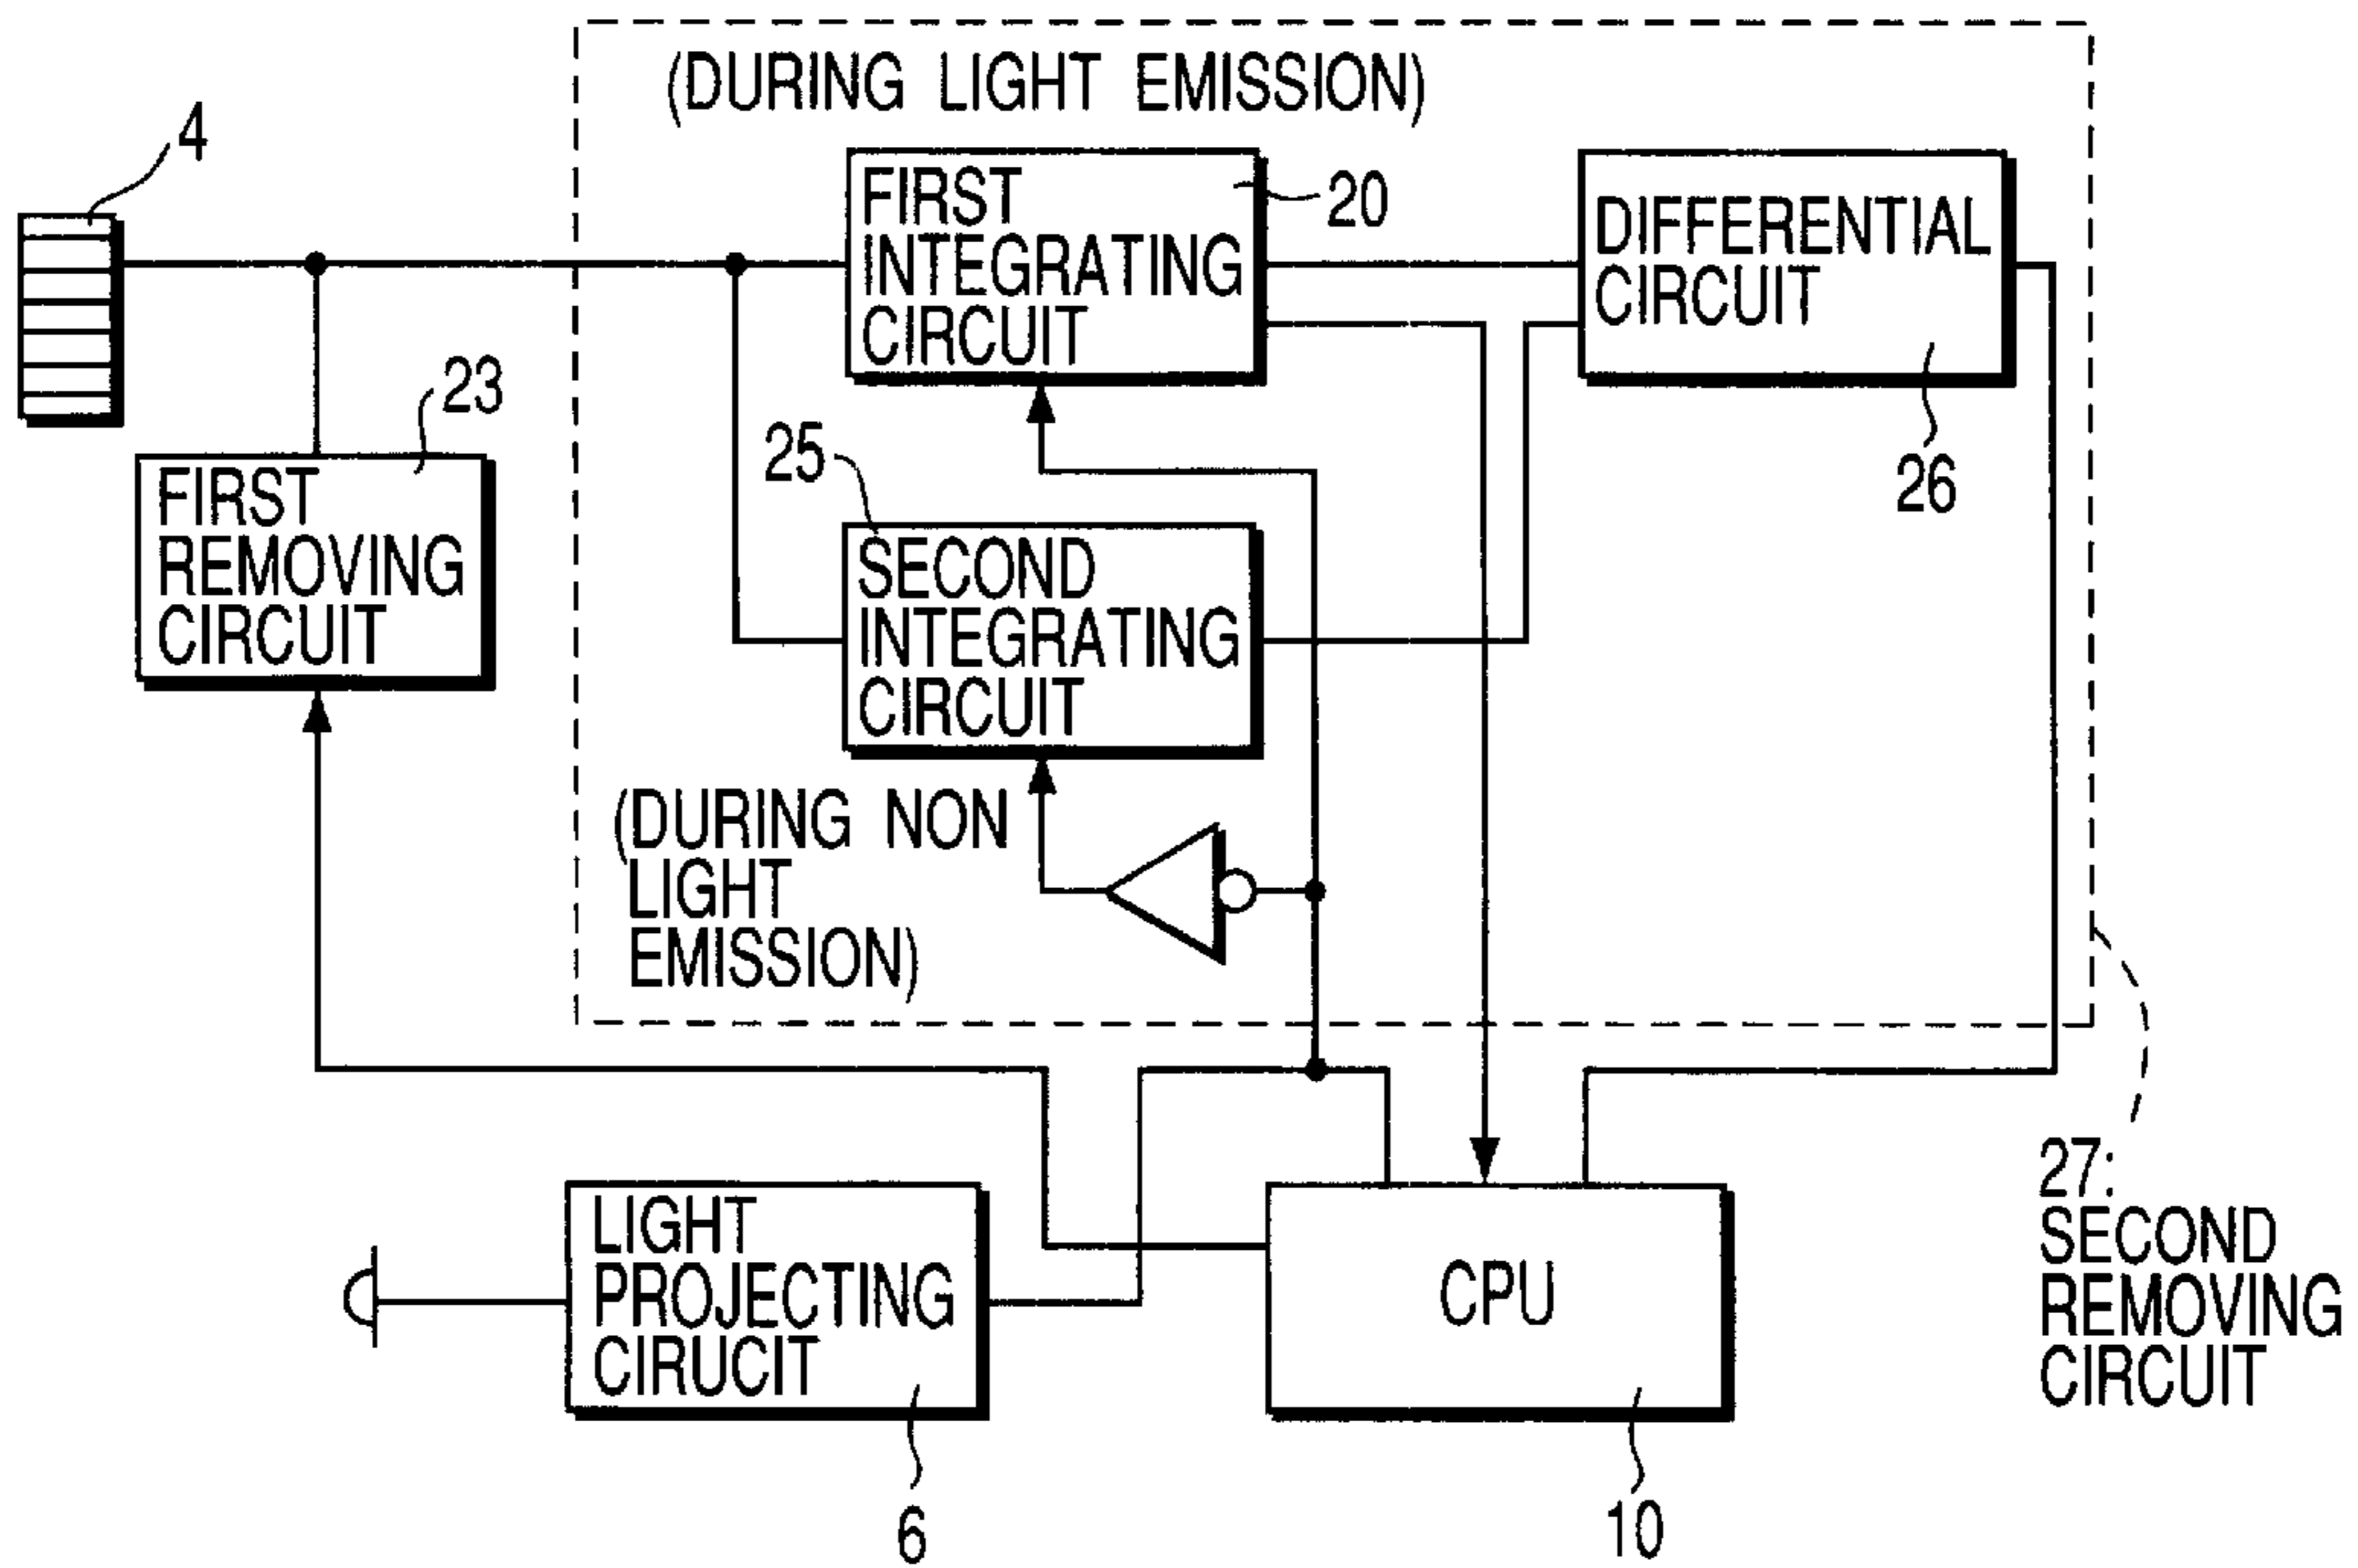 (DURING LIGHT EMISSION)
4
FIRST
INTEGRATING
CIRCUIT
20
DIFFERENTIAL
CIRCUIT
26
23
FIRST
REMOVING
CIRCUIT
25
SECOND
INTEGRATING
CIRCUIT
(DURING NON
LIGHT
EMISSION)
LIGHT
PROJECTING
CIRUCIT
6
CPU
10
27:
SECOND
REMOVING
CIRCUIT